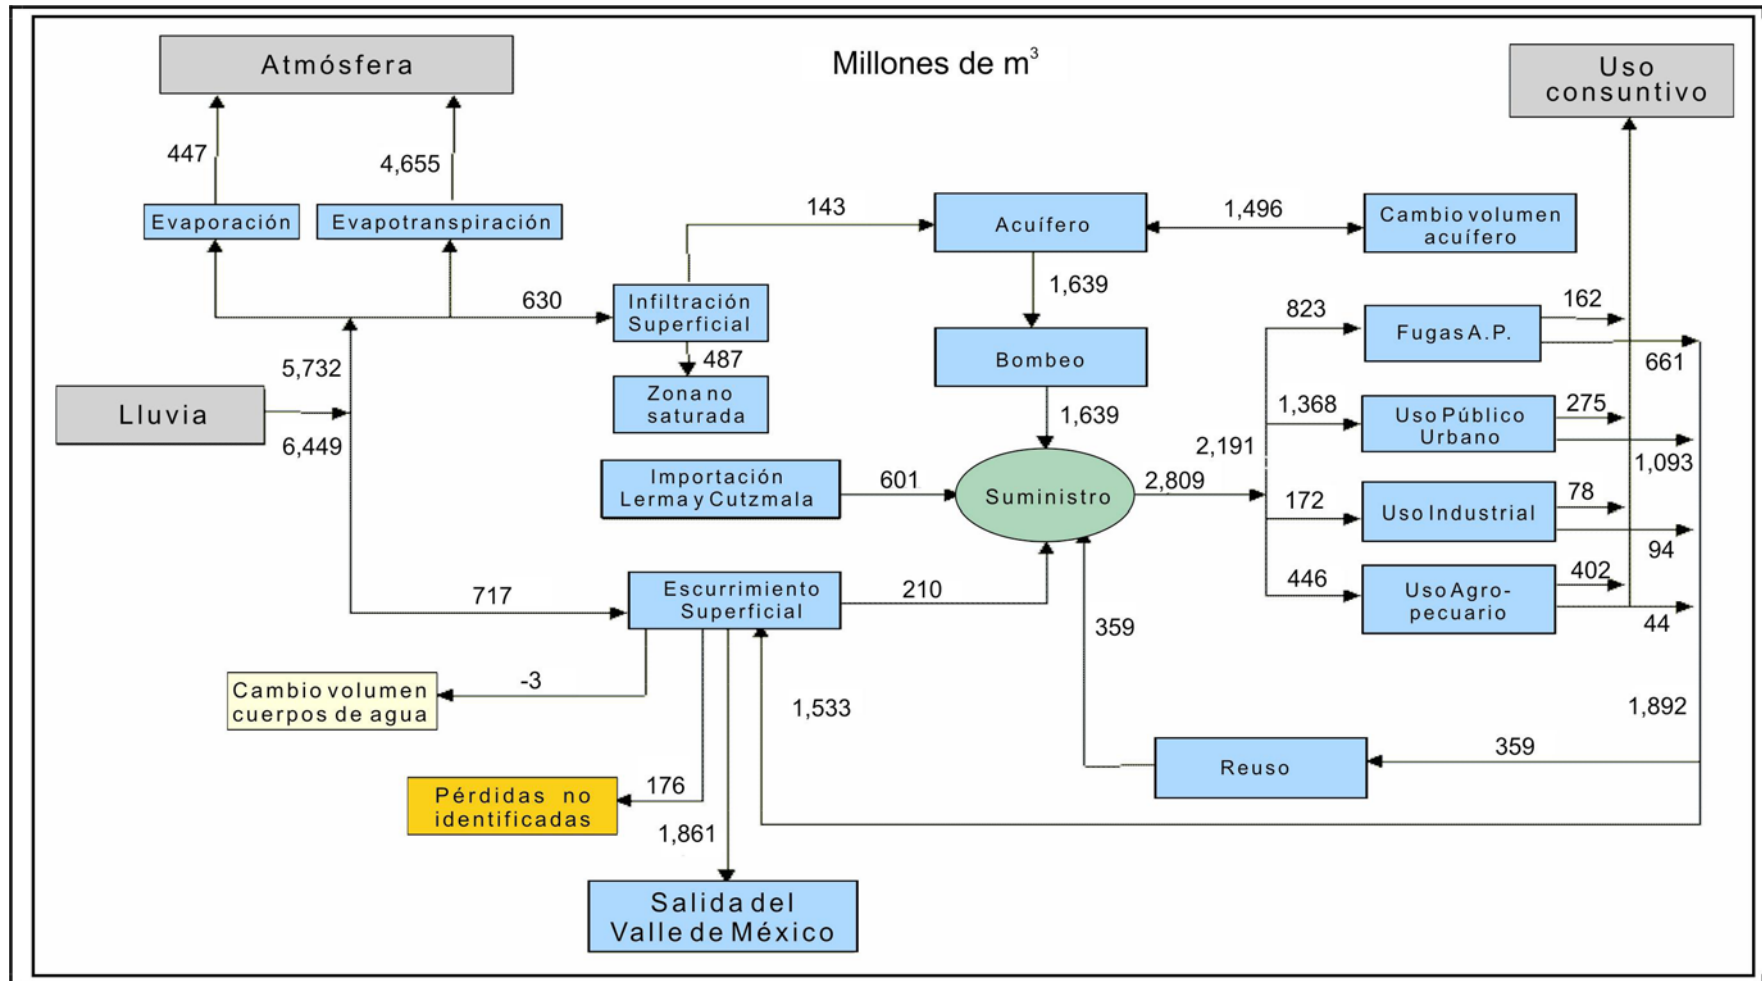 Atmósfera
Millones de m³
Uso
consuntivo
447
4,655
Evaporación
Evapotranspiración
143
Acuífero
1,496
Cambio volumen
acuífero
630
Infiltración
Superficial
1,639
823
Fugas A.P.
162
661
487
Bombeo
5,732
Zona no
saturada
Lluvia
6,449
1,639
1,368
Uso Público
Urbano
275
1,093
2,191
Importación
Lerma y Cutzmala
601
Suministro
2,809
172
Uso Industrial
78
94
717
Escurrimiento
Superficial
210
446
Uso Agro-
pecuario
402
44
359
-3
Cambio volumen
cuerpos de agua
1,533
1,892
359
Reuso
176
Pérdidas no
identificadas
1,861
Salida del
Valle de México